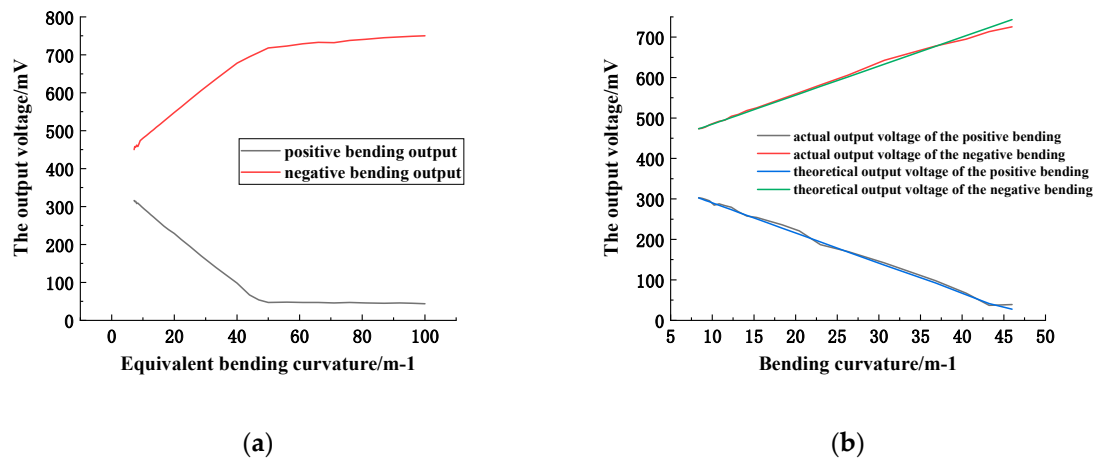 800
700
600
500
400
300
200
100
0
The output voltage/mV
positive bending output
negative bending output
0 20 40 60 80 100
Equivalent bending curvature/m-1
(a)
700
600
500
400
300
200
100
0
The output voltage/mV
actual output voltage of the positive bending
actual output voltage of the negative bending
theoretical output voltage of the positive bending
theoretical output voltage of the negative bending
5 10 15 20 25 30 35 40 45 50
Bending curvature/m-1
(b)